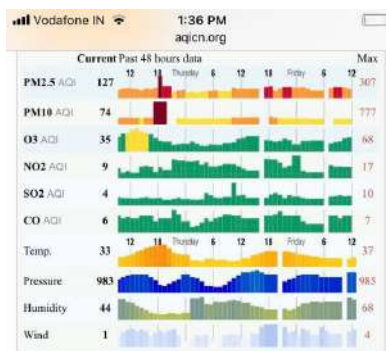 Vodafone IN 1:36 PM
aqicn.org
Current Past 48 hours data Max
12 18 Thursday 6 12 18 Friday 6 12
PM2.5 AQI 127 307
PM10 AQI 74 777
O3 AQI 35 68
NO2 AQI 9 17
SO2 AQI 4 10
CO AQI 6 7
12 18 Thursday 6 12 18 Friday 6 12
Temp. 33 37
Pressure 983 985
Humidity 44 68
Wind 1 4